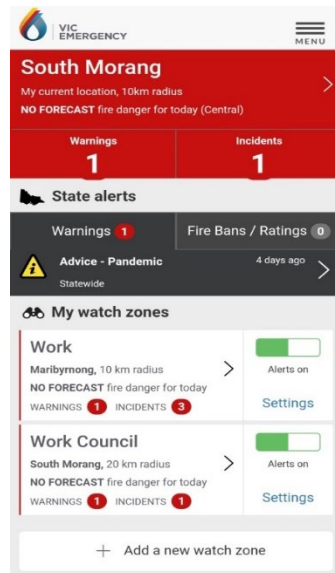 VIC
EMERGENCY
MENU
South Morang
My current location, 10km radius
NO FORECAST fire danger for today (Central)
Warnings
1
Incidents
1
State alerts
Warnings 1
Fire Bans / Ratings 0
Advice - Pandemic
4 days ago
Statewide
My watch zones
Work
Maribyrnong, 10 km radius
NO FORECAST fire danger for today
WARNINGS 1 INCIDENTS 3
Alerts on
Settings
Work Council
South Morang, 20 km radius
NO FORECAST fire danger for today
WARNINGS 1 INCIDENTS 1
Alerts on
Settings
+ Add a new watch zone